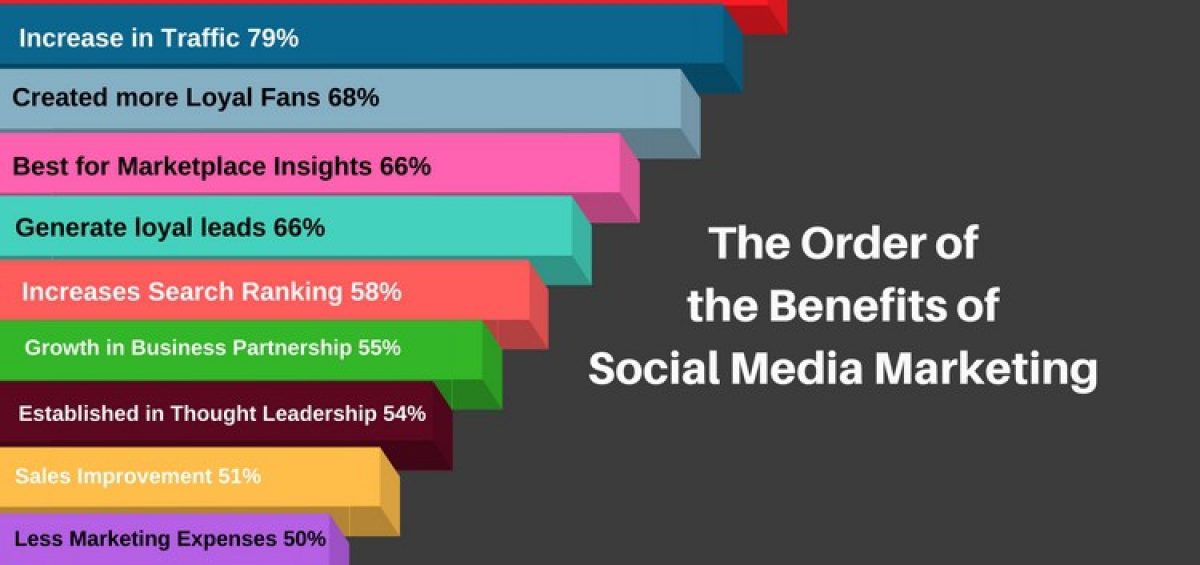 Increase in Traffic 79%
Created more Loyal Fans 68%
Best for Marketplace Insights 66%
Generate loyal leads 66%
Increases Search Ranking 58%
Growth in Business Partnership 55%
Established in Thought Leadership 54%
Sales Improvement 51%
Less Marketing Expenses 50%
The Order of
the Benefits of
Social Media Marketing